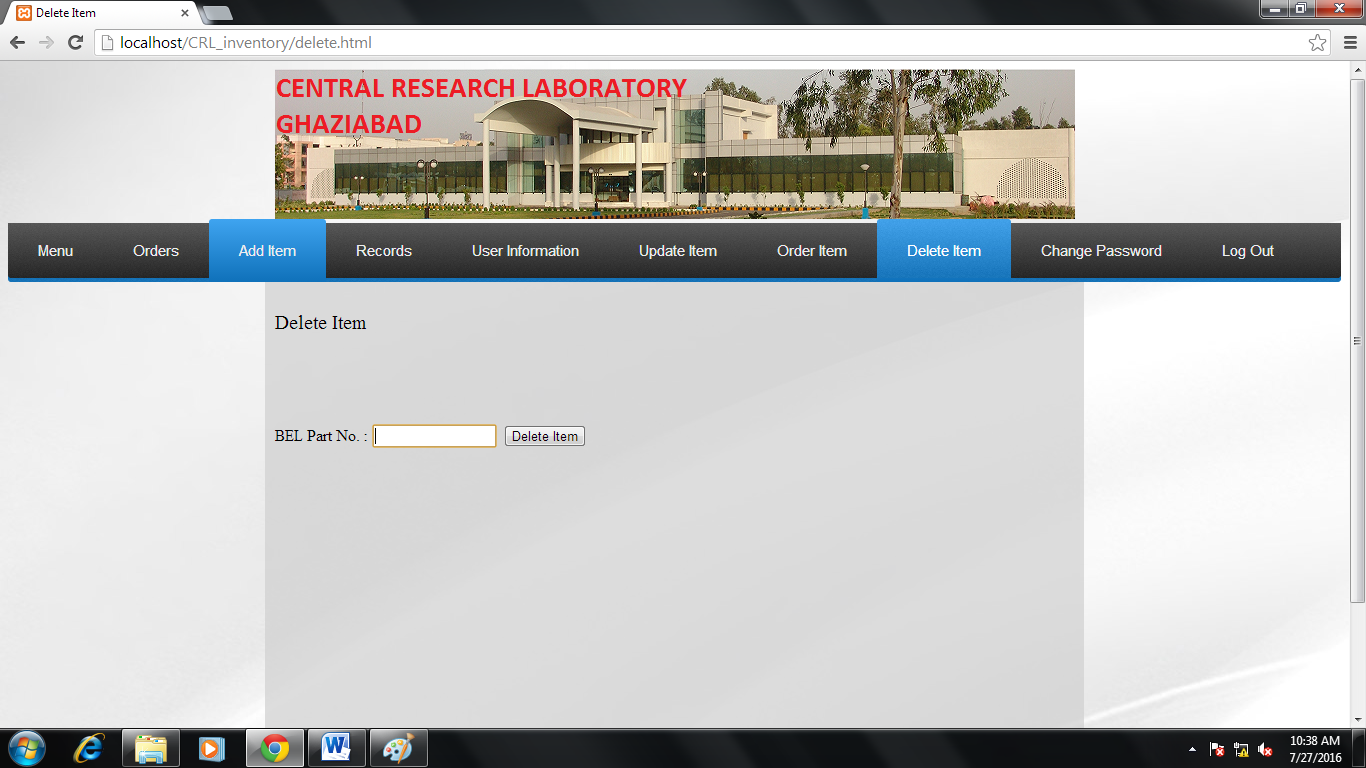 Delete Item
localhost/CRL_inventory/delete.html
CENTRAL RESEARCH LABORATORY
GHAZIABAD
Menu Orders Add Item Records User Information Update Item Order Item Delete Item Change Password Log Out
Delete Item
BEL Part No. : Delete Item
10:38 AM
7/27/2016